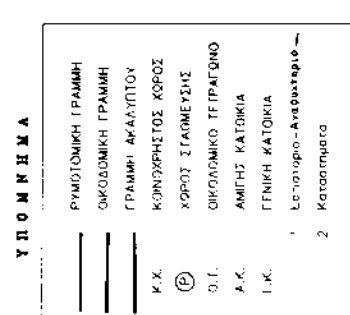 ΥΠΟΜΝΗΜΑ
ΡΥΜΟΤΟΜΙΚΗ ΓΡΑΜΜΗ
ΟΙΚΟΔΟΜΙΚΗ ΓΡΑΜΜΗ
ΓΡΑΜΜΗ ΑΚΑΛΥΠΤΟΥ
Κ.Χ. ΚΟΙΝΟΧΡΗΣΤΟΣ ΧΩΡΟΣ
P ΧΩΡΟΣ ΣΤΑΘΜΕΥΣΗΣ
Ο.Τ. ΟΙΚΟΔΟΜΙΚΟ ΤΕΤΡΑΓΩΝΟ
Α.Κ. ΑΜΙΓΗΣ ΚΑΤΟΙΚΙΑ
Γ.Κ. ΓΕΝΙΚΗ ΚΑΤΟΙΚΙΑ
1 Εστιατόριο-Αναψυκτήριο
2 Καταστήματα